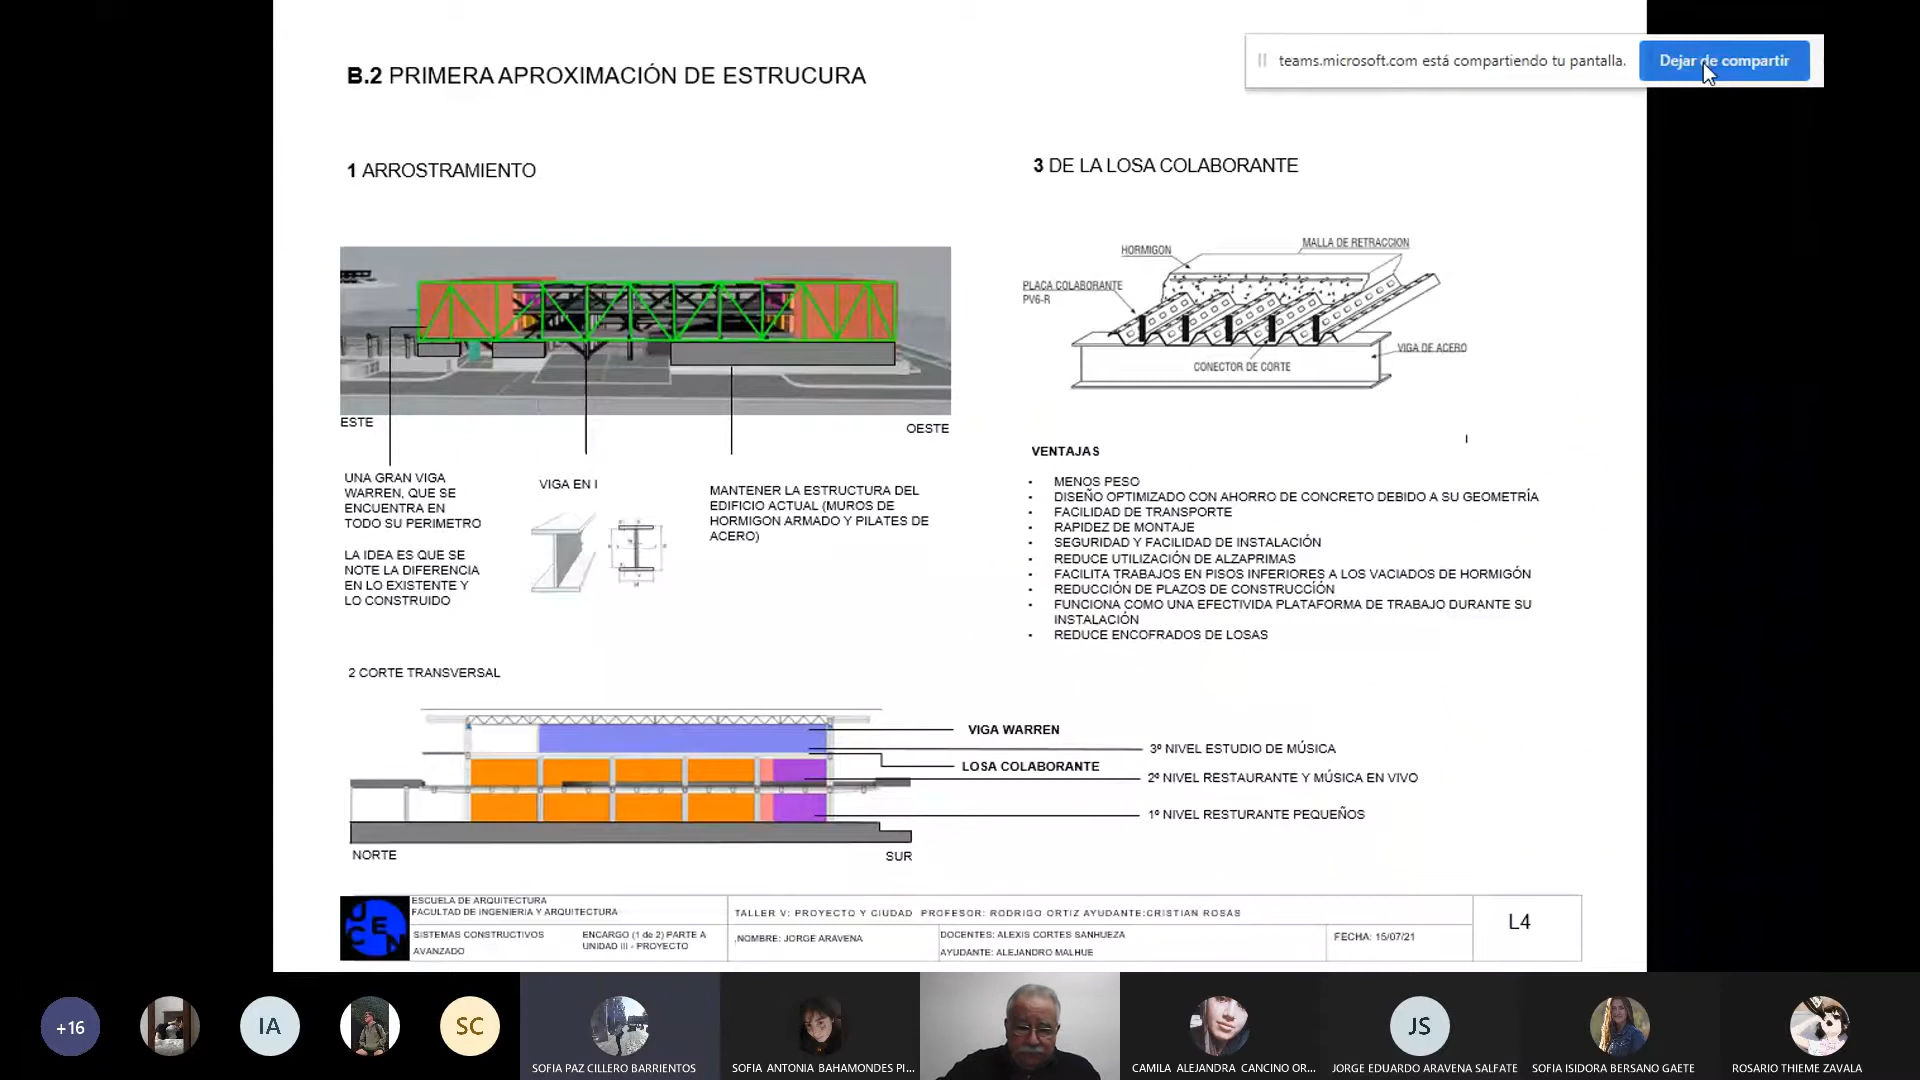 B.2 PRIMERA APROXIMACIÓN DE ESTRUCURA
teams.microsoft.com está compartiendo tu pantalla.
Dejar de compartir
1 ARROSTRAMIENTO
3 DE LA LOSA COLABORANTE
HORMIGON
MALLA DE RETRACCION
PLACA COLABORANTE
PV6-R
CONECTOR DE CORTE
VIGA DE ACERO
ESTE
OESTE
UNA GRAN VIGA
WARREN, QUE SE
ENCUENTRA EN
TODO SU PERIMETRO
LA IDEA ES QUE SE
NOTE LA DIFERENCIA
EN LO EXISTENTE Y
LO CONSTRUIDO
VIGA EN I
MANTENER LA ESTRUCTURA DEL
EDIFICIO ACTUAL (MUROS DE
HORMIGON ARMADO Y PILATES DE
ACERO)
VENTAJAS
• MENOS PESO
• DISEÑO OPTIMIZADO CON AHORRO DE CONCRETO DEBIDO A SU GEOMETRÍA
• FACILIDAD DE TRANSPORTE
• RAPIDEZ DE MONTAJE
• SEGURIDAD Y FACILIDAD DE INSTALACIÓN
• REDUCE UTILIZACIÓN DE ALZAPRIMAS
• FACILITA TRABAJOS EN PISOS INFERIORES A LOS VACIADOS DE HORMIGÓN
• REDUCCIÓN DE PLAZOS DE CONSTRUCCÍÓN
• FUNCIONA COMO UNA EFECTIVIDA PLATAFORMA DE TRABAJO DURANTE SU
INSTALACIÓN
• REDUCE ENCOFRADOS DE LOSAS
2 CORTE TRANSVERSAL
VIGA WARREN
3º NIVEL ESTUDIO DE MÚSICA
LOSA COLABORANTE
2º NIVEL RESTAURANTE Y MÚSICA EN VIVO
1º NIVEL RESTURANTE PEQUEÑOS
NORTE
SUR
UCEN
ESCUELA DE ARQUITECTURA
FACULTAD DE INGENIERIA Y ARQUITECTURA
SISTEMAS CONSTRUCTIVOS
AVANZADO
ENCARGO (1 de 2) PARTE A
UNIDAD III - PROYECTO
TALLER V: PROYECTO Y CIUDAD PROFESOR: RODRIGO ORTIZ AYUDANTE:CRISTIAN ROSAS
,NOMBRE: JORGE ARAVENA
DOCENTES: ALEXIS CORTES SANHUEZA
AYUDANTE: ALEJANDRO MALHUE
FECHA: 15/07/21
L4
+16
IA
SC
JS
SOFIA PAZ CILLERO BARRIENTOS
SOFIA ANTONIA BAHAMONDES PI...
CAMILA ALEJANDRA CANCINO OR...
JORGE EDUARDO ARAVENA SALFATE
SOFIA ISIDORA BERSANO GAETE
ROSARIO THIEME ZAVALA